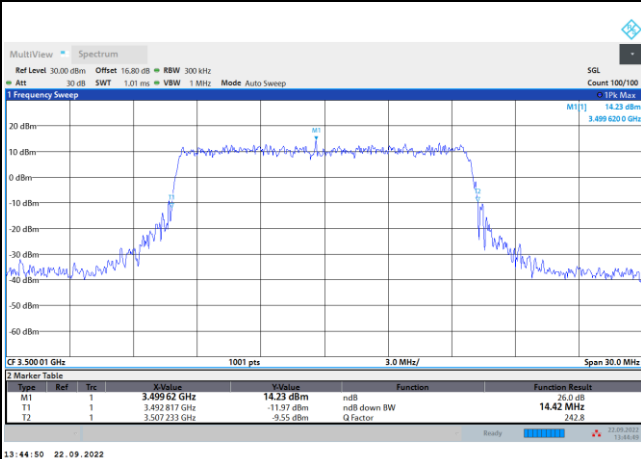 MultiView Spectrum
Ref Level 30.00 dBm Offset 16.80 dB RBW 300 kHz SGL
Att 30 dB SWT 1.01 ms VBW 1 MHz Mode Auto Sweep Count 100/100
1 Frequency Sweep 1Pk Max
M1[1] 14.23 dBm
3.499 620 0 GHz
20 dBm
M1
10 dBm
0 dBm
T1
T2
-10 dBm
-20 dBm
-30 dBm
-40 dBm
-50 dBm
-60 dBm
CF 3.500 01 GHz 1001 pts 3.0 MHz/ Span 30.0 MHz
2 Marker Table
Type Ref Trc X-Value Y-Value Function Function Result
M1 1 3.499 62 GHz 14.23 dBm ndB 26.0 dB
T1 1 3.492 817 GHz -11.97 dBm ndB down BW 14.42 MHz
T2 1 3.507 233 GHz -9.55 dBm Q Factor 242.8
Ready 22.09.2022
13:44:48
13:44:50 22.09.2022